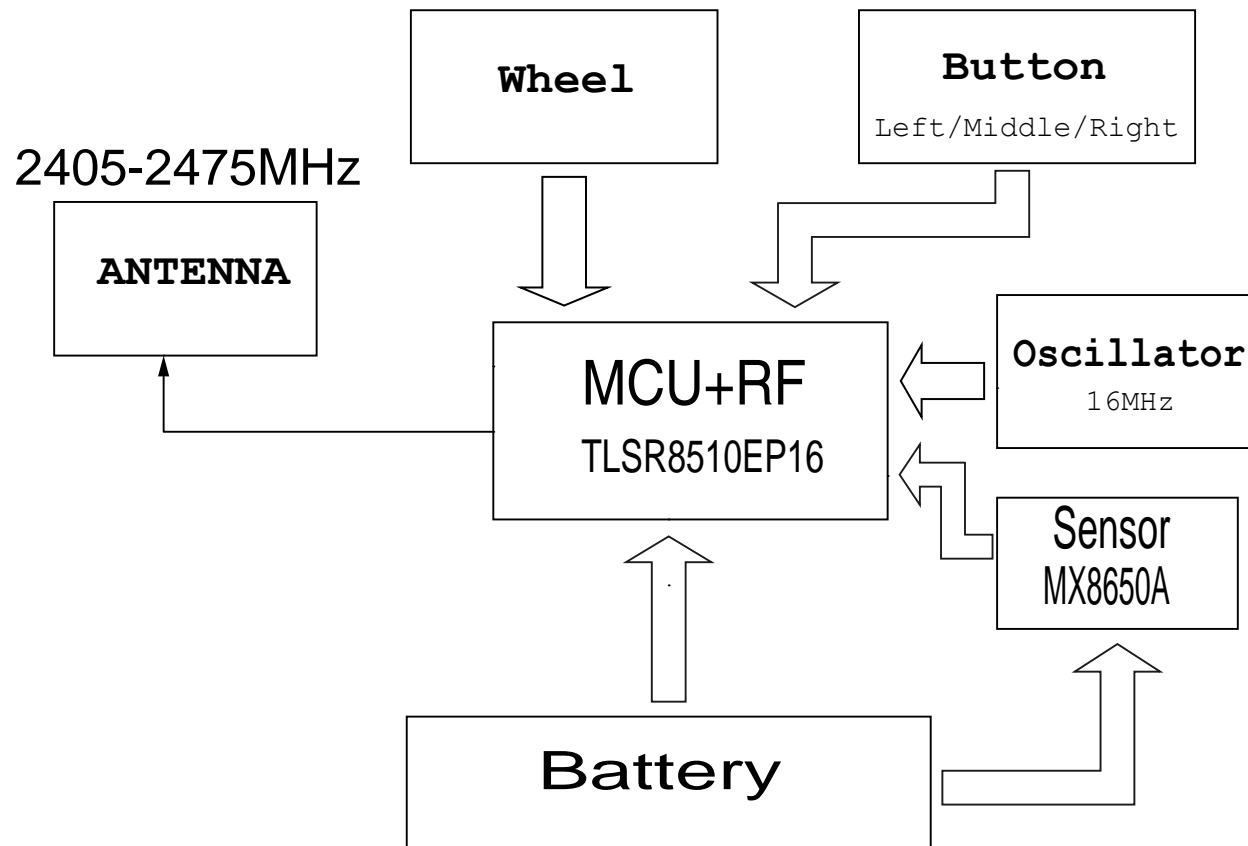 Wheel
Button
Left/Middle/Right
2405-2475MHz
ANTENNA
MCU+RF
TLSR8510EP16
Oscillator
16MHz
Sensor
MX8650A
Battery